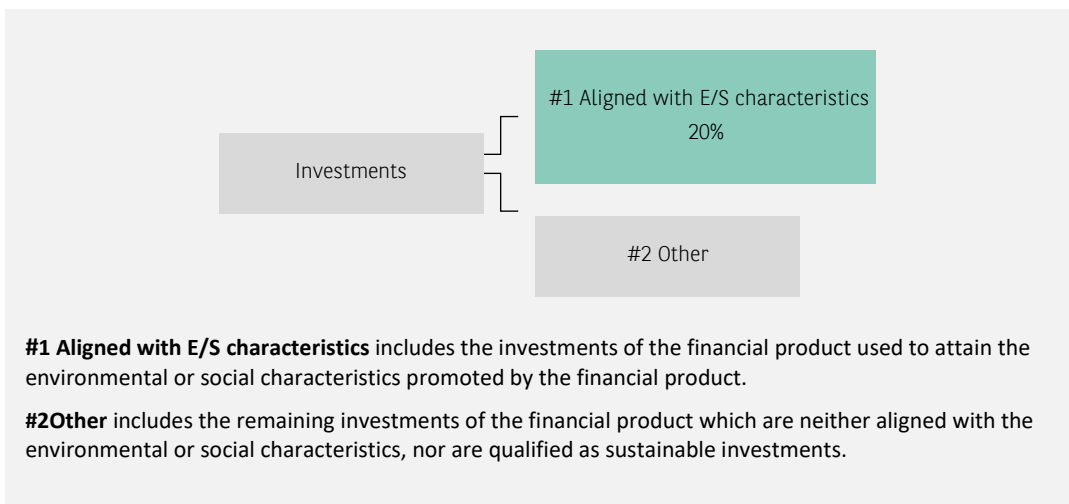 #1 Aligned with E/S characteristics
20%
Investments
#2 Other
#1 Aligned with E/S characteristics includes the investments of the financial product used to attain the
environmental or social characteristics promoted by the financial product.
#2Other includes the remaining investments of the financial product which are neither aligned with the
environmental or social characteristics, nor are qualified as sustainable investments.